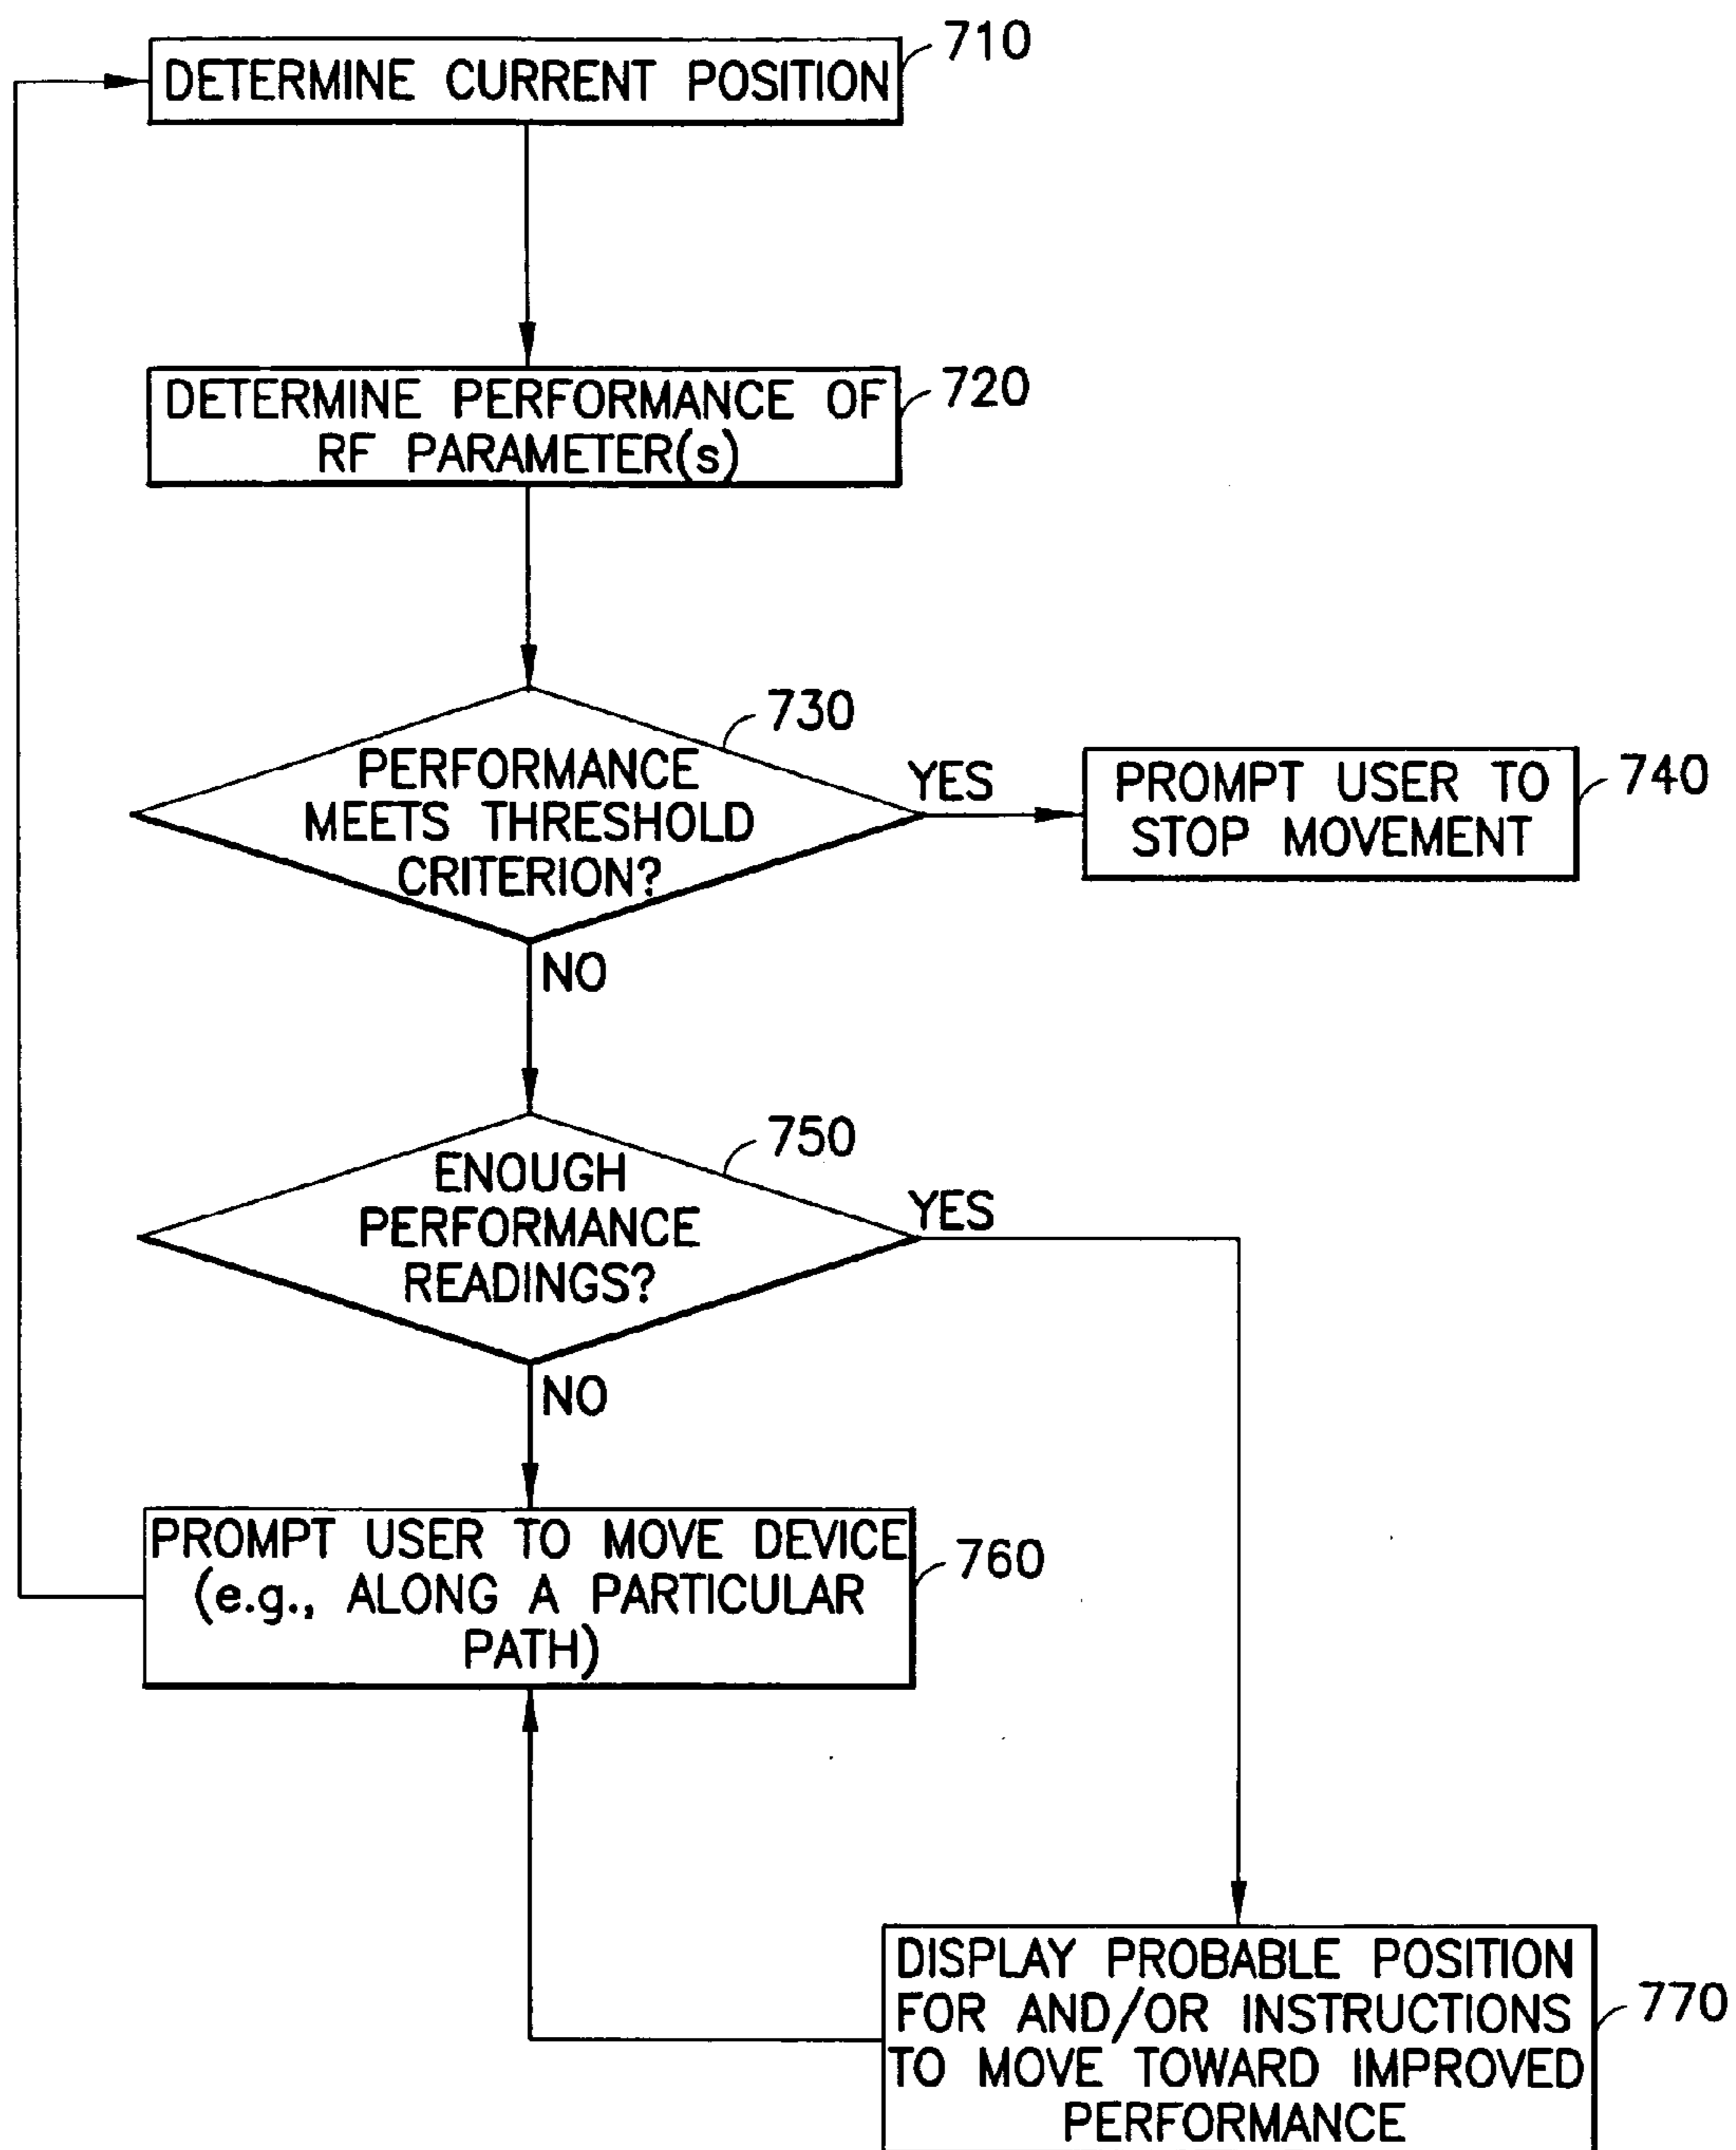 710
DETERMINE CURRENT POSITION
720
DETERMINE PERFORMANCE OF
RF PARAMETER(s)
730
PERFORMANCE
MEETS THRESHOLD
CRITERION?
YES
740
PROMPT USER TO
STOP MOVEMENT
NO
750
ENOUGH
PERFORMANCE
READINGS?
YES
NO
760
PROMPT USER TO MOVE DEVICE
(e.g., ALONG A PARTICULAR
PATH)
770
DISPLAY PROBABLE POSITION
FOR AND/OR INSTRUCTIONS
TO MOVE TOWARD IMPROVED
PERFORMANCE